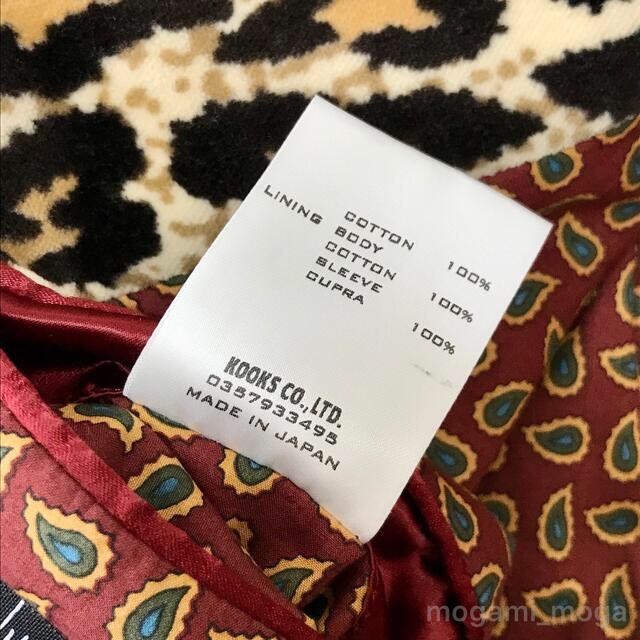 COTTON 100%
LINING BODY
COTTON 100%
SLEEVE
CUPRA 100%
KOOKS CO.,LTD.
0357933495
MADE IN JAPAN
mogami_moga